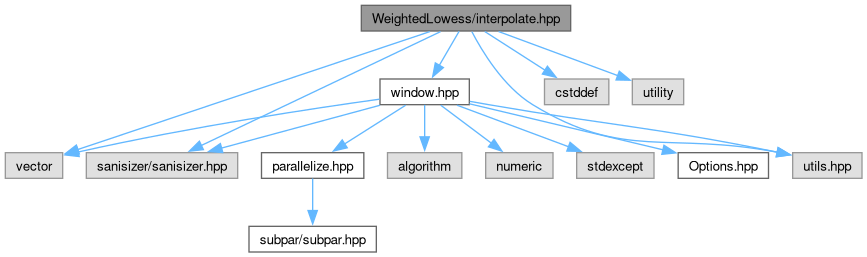 WeightedLowess/interpolate.hpp
window.hpp
cstddef
utility
vector
sanisizer/sanisizer.hpp
parallelize.hpp
algorithm
numeric
stdexcept
Options.hpp
utils.hpp
subpar/subpar.hpp